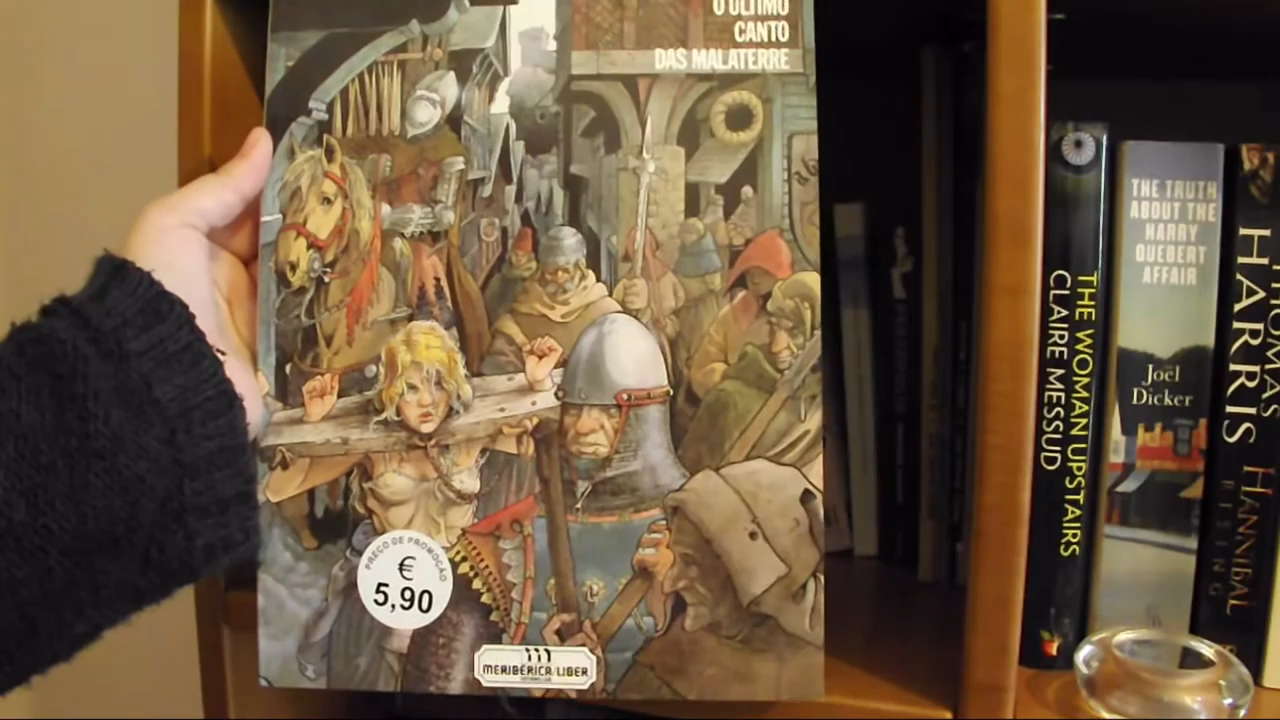 O ÚLTIMO
CANTO
DAS MALATERRE
PREÇO DE PROMOÇÃO
€
5,90
MERIBÉRICA/LIBER
THE WOMAN UPSTAIRS
CLAIRE MESSUD
THE TRUTH
ABOUT THE
HARRY
QUEBERT
AFFAIR
Joël
Dicker
THOMAS
HARRIS
HANNIBAL
RISING